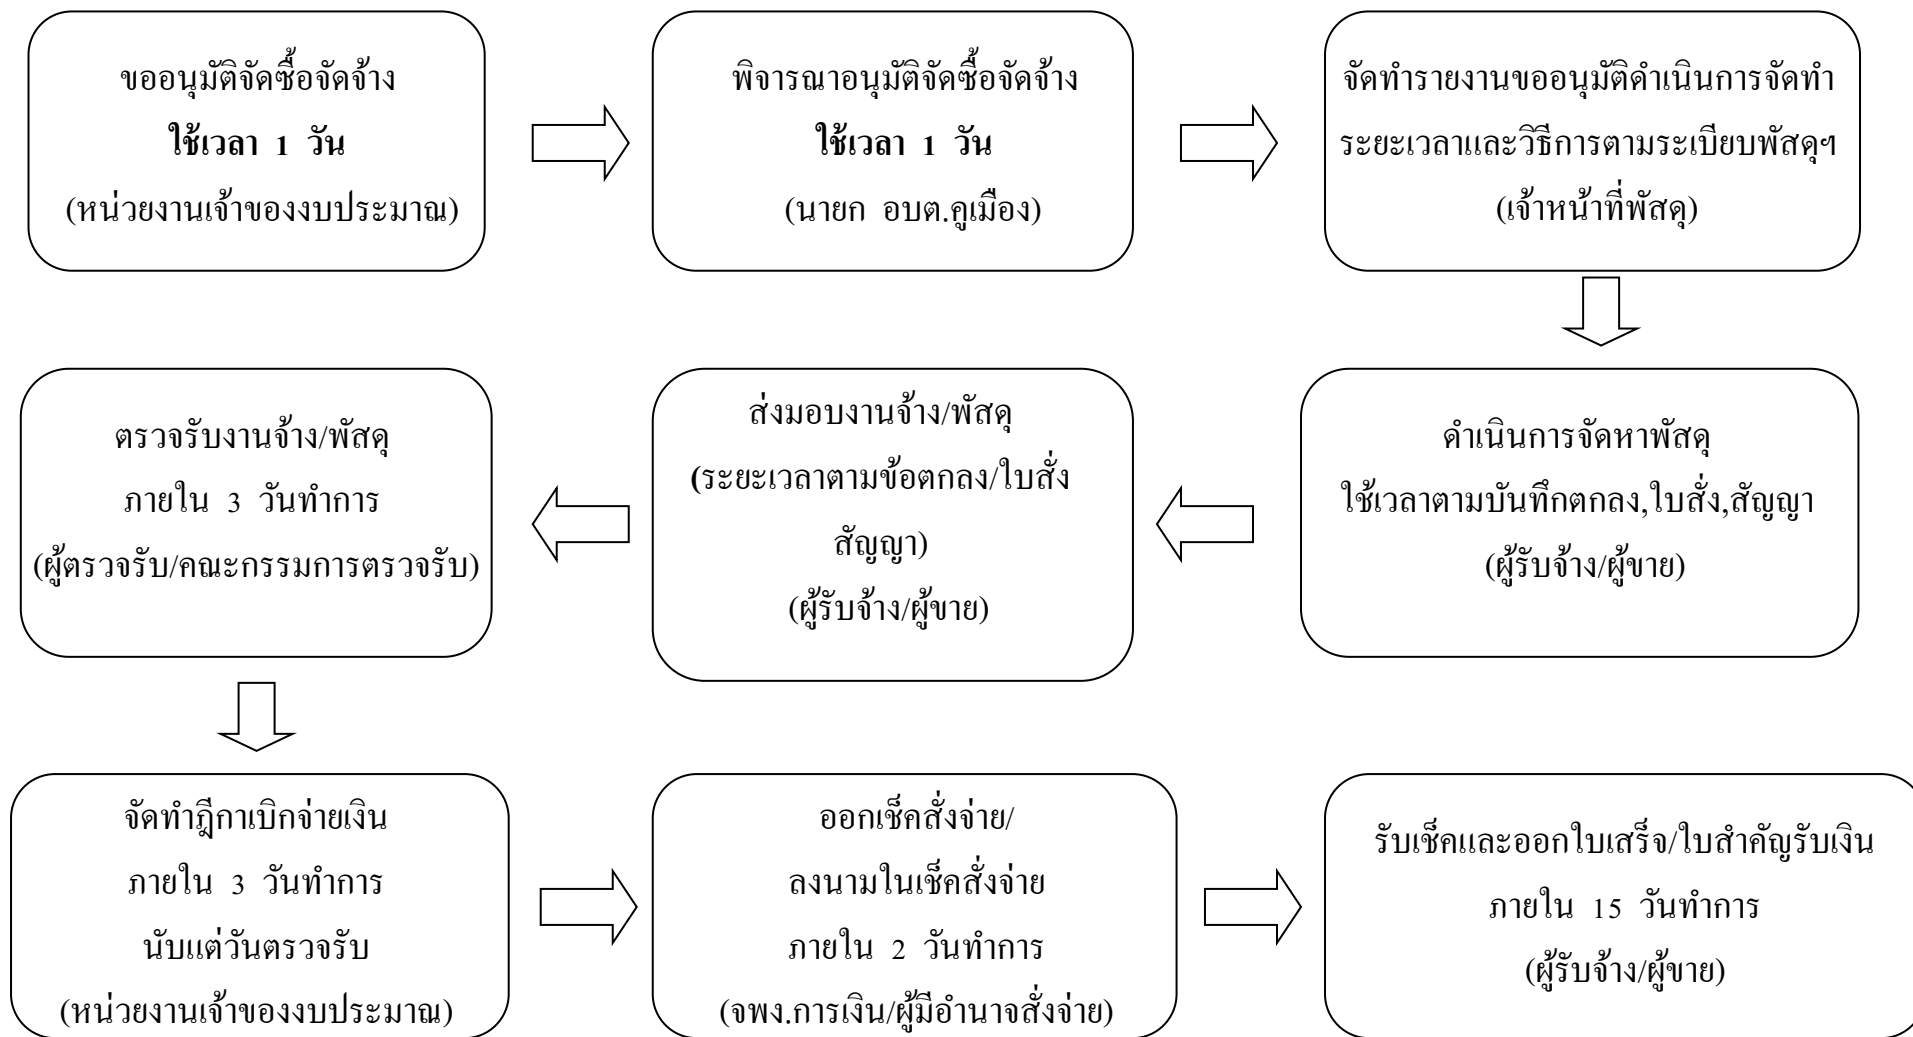 ขออนุมัติจัดซื้อจัดจ้าง
ใช้เวลา 1 วัน
(หน่วยงานเจ้าของงบประมาณ)
พิจารณาอนุมัติจัดซื้อจัดจ้าง
ใช้เวลา 1 วัน
(นายก อบต.คูเมือง)
จัดทำรายงานขออนุมัติดำเนินการจัดทำ
ระยะเวลาและวิธีการตามระเบียบพัสดุฯ
(เจ้าหน้าที่พัสดุ)
ดำเนินการจัดหาพัสดุ
ใช้เวลาตามบันทึกตกลง,ใบสั่ง,สัญญา
(ผู้รับจ้าง/ผู้ขาย)
ส่งมอบงานจ้าง/พัสดุ
(ระยะเวลาตามข้อตกลง/ใบสั่ง
สัญญา)
(ผู้รับจ้าง/ผู้ขาย)
ตรวจรับงานจ้าง/พัสดุ
ภายใน 3 วันทำการ
(ผู้ตรวจรับ/คณะกรรมการตรวจรับ)
จัดทำฎีกาเบิกจ่ายเงิน
ภายใน 3 วันทำการ
นับแต่วันตรวจรับ
(หน่วยงานเจ้าของงบประมาณ)
ออกเช็คสั่งจ่าย/
ลงนามในเช็คสั่งจ่าย
ภายใน 2 วันทำการ
(จพง.การเงิน/ผู้มีอำนาจสั่งจ่าย)
รับเช็คและออกใบเสร็จ/ใบสำคัญรับเงิน
ภายใน 15 วันทำการ
(ผู้รับจ้าง/ผู้ขาย)